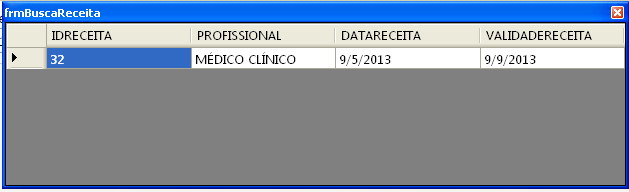 frmBuscaReceita
IDRECEITA PROFISSIONAL DATARECEITA VALIDADERECEITA
32 MÉDICO CLÍNICO 9/5/2013 9/9/2013